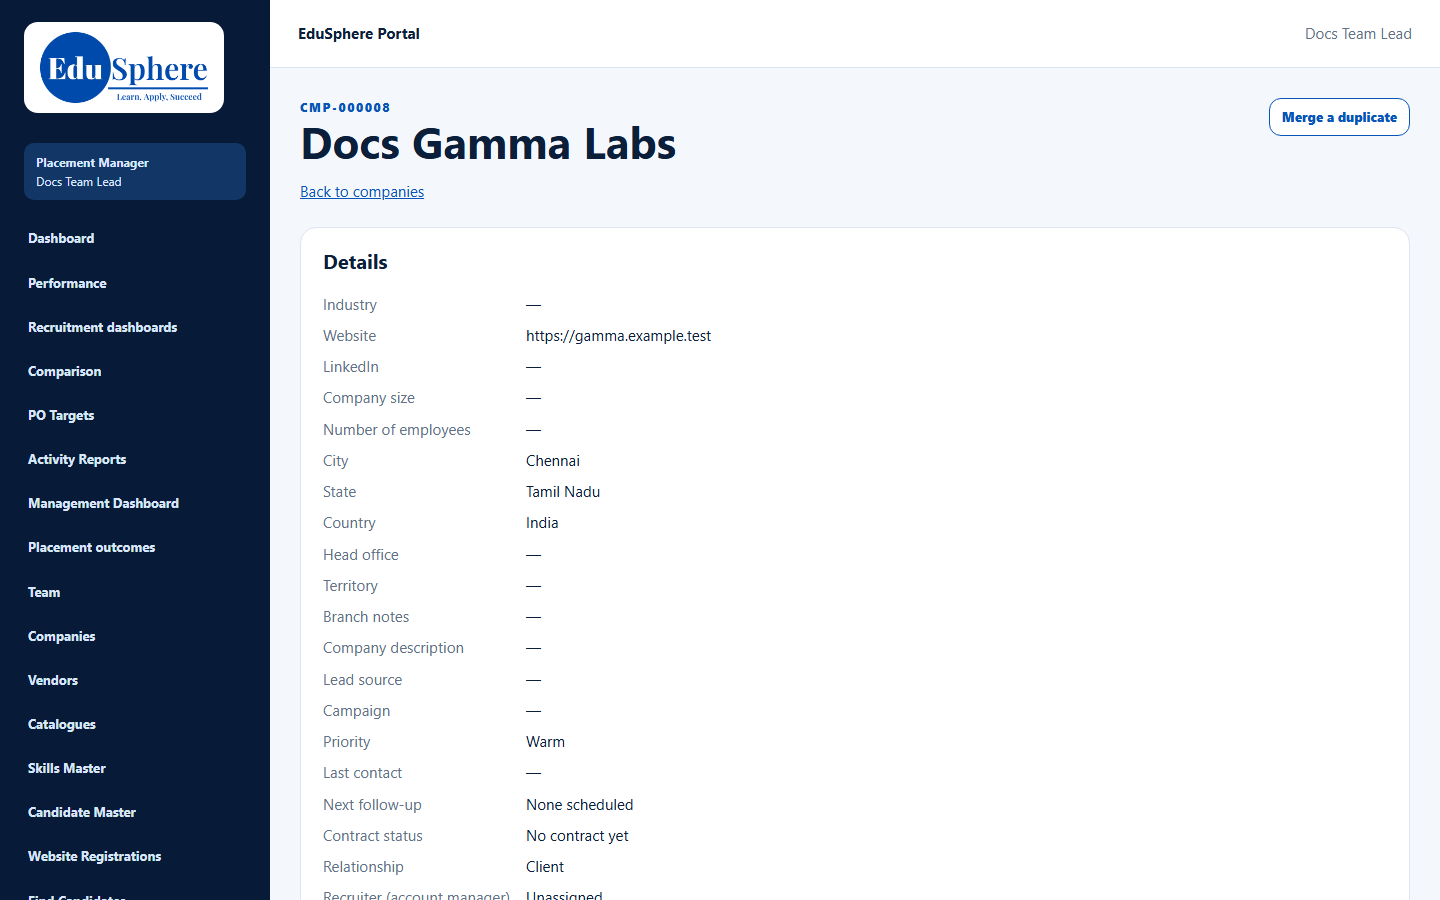 EduSphere
Learn. Apply, Succeed
Placement Manager
Docs Team Lead
Dashboard
Performance
Recruitment dashboards
Comparison
PO Targets
Activity Reports
Management Dashboard
Placement outcomes
Team
Companies
Vendors
Catalogues
Skills Master
Candidate Master
Website Registrations
Find Candidates
EduSphere Portal
Docs Team Lead
CMP-000008
Docs Gamma Labs
Merge a duplicate
Back to companies
Details
Industry —
Website https://gamma.example.test
LinkedIn —
Company size —
Number of employees —
City Chennai
State Tamil Nadu
Country India
Head office —
Territory —
Branch notes —
Company description —
Lead source —
Campaign —
Priority Warm
Last contact —
Next follow-up None scheduled
Contract status No contract yet
Relationship Client
Recruiter (account manager) Unassigned